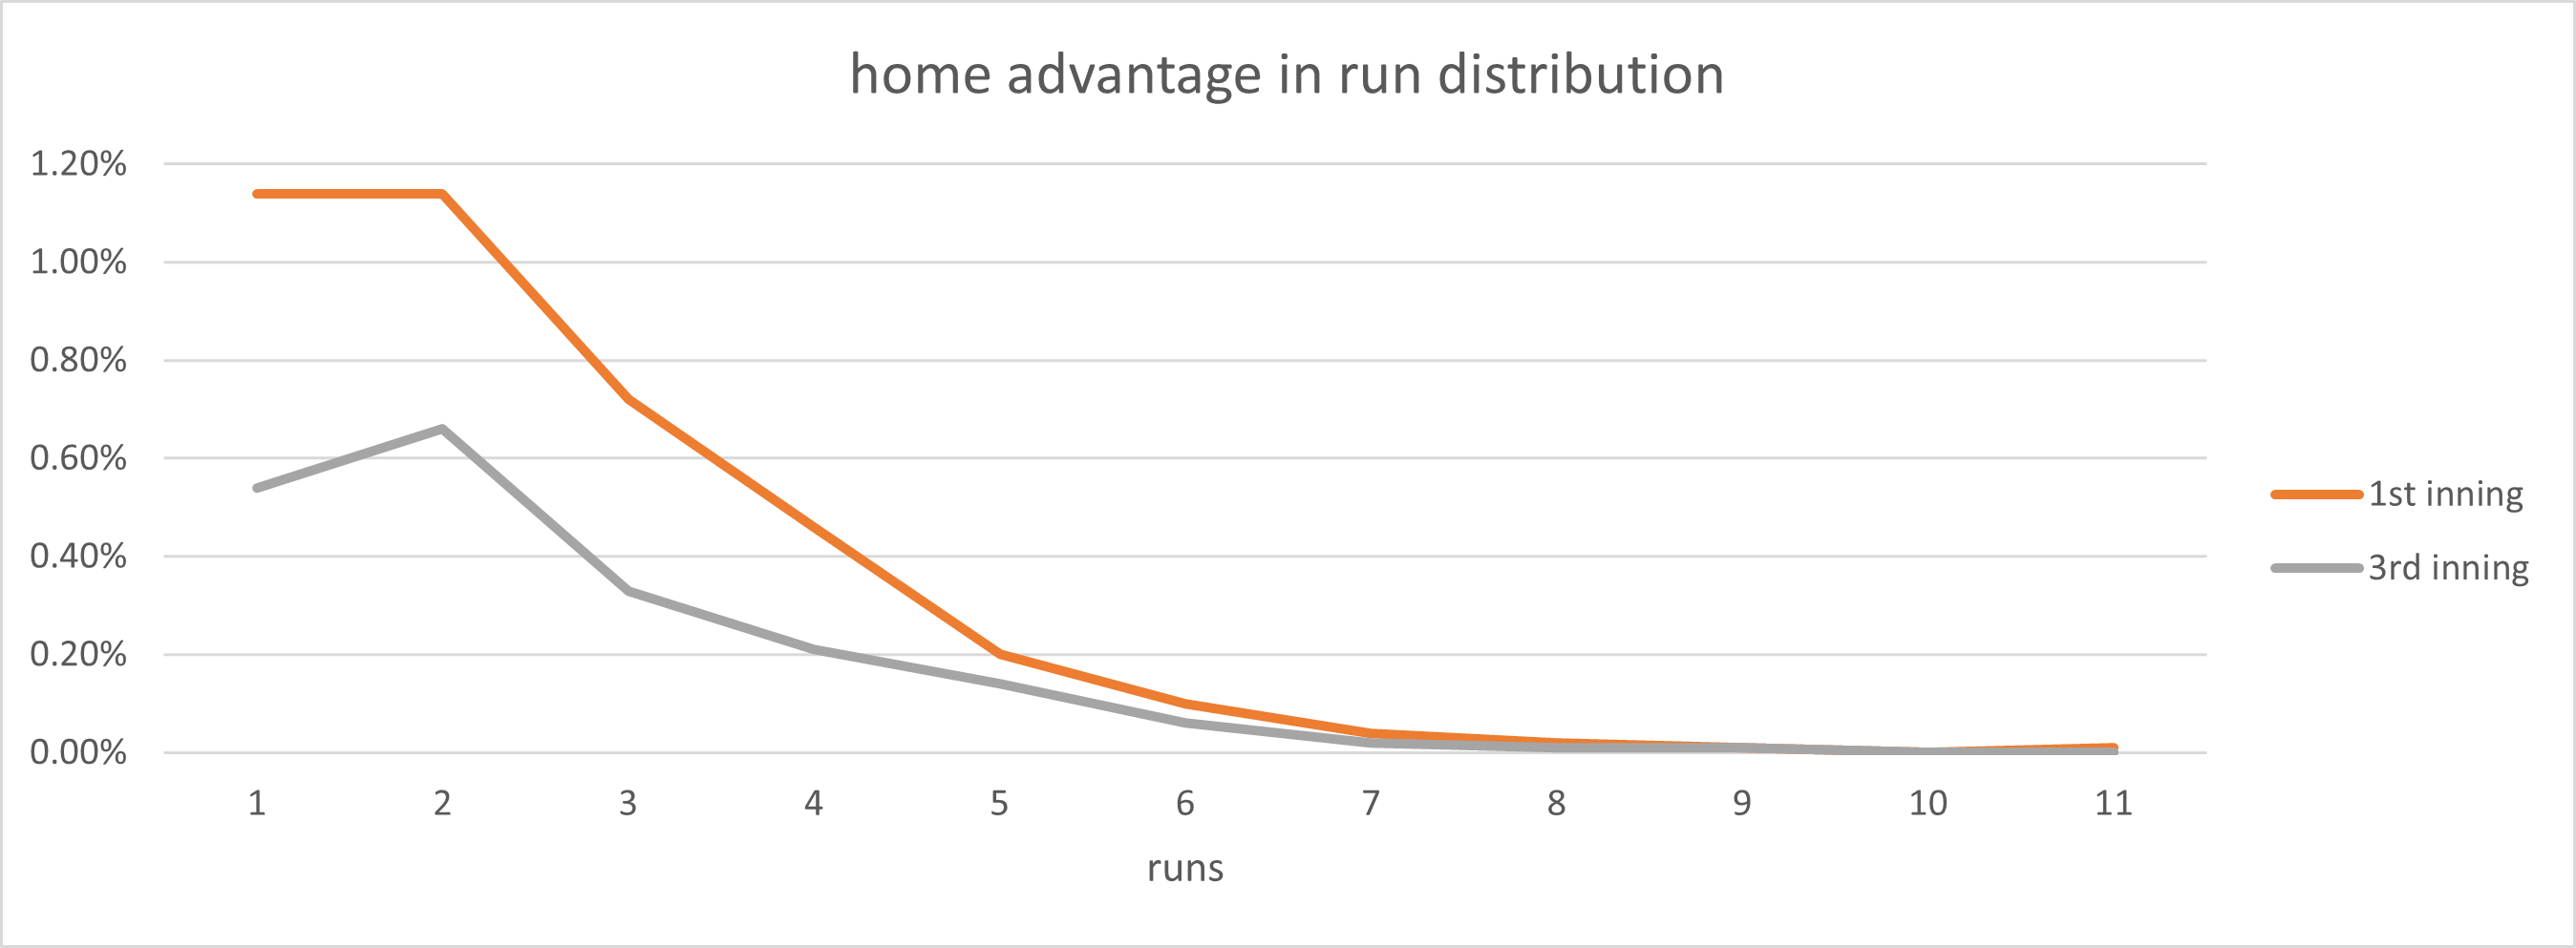 home advantage in run distribution
1.20%
1.00%
0.80%
0.60%
0.40%
0.20%
0.00%
1 2 3 4 5 6 7 8 9 10 11
runs
1st inning
3rd inning